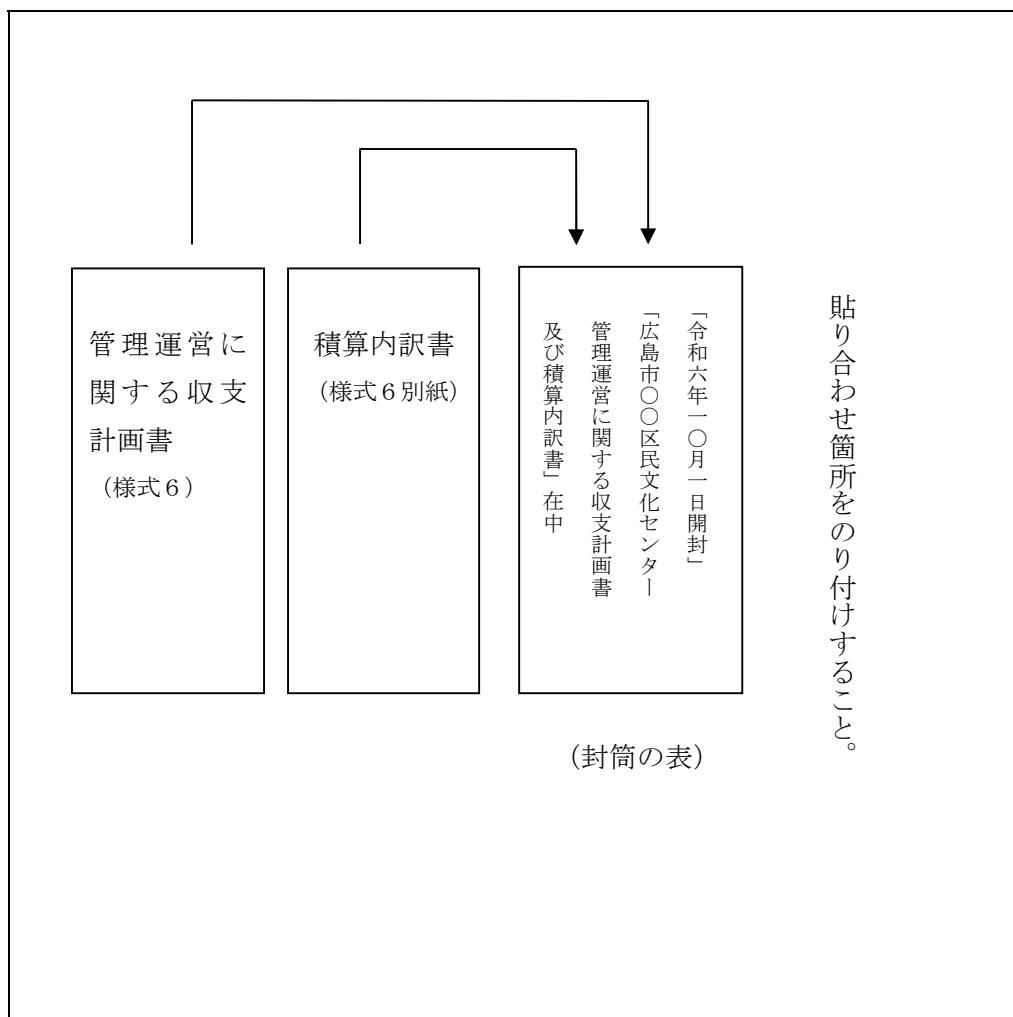 管理運営に
関する収支
計画書
（様式６）
積算内訳書
（様式６別紙）
「令和六年一〇月一日開封」
「広島市〇〇区民文化センター
管理運営に関する収支計画書
及び積算内訳書」在中
（封筒の表）
貼り合わせ箇所をのり付けすること。